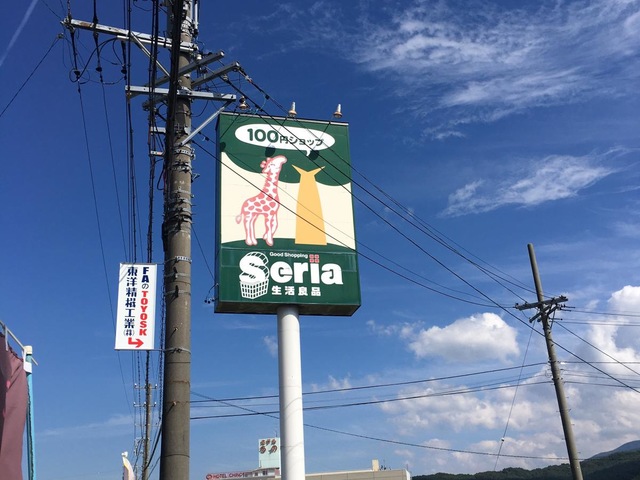 100円ショップ
Good Shopping
Seria
生活良品
FAのTOYOSK
東洋精機工業㈱